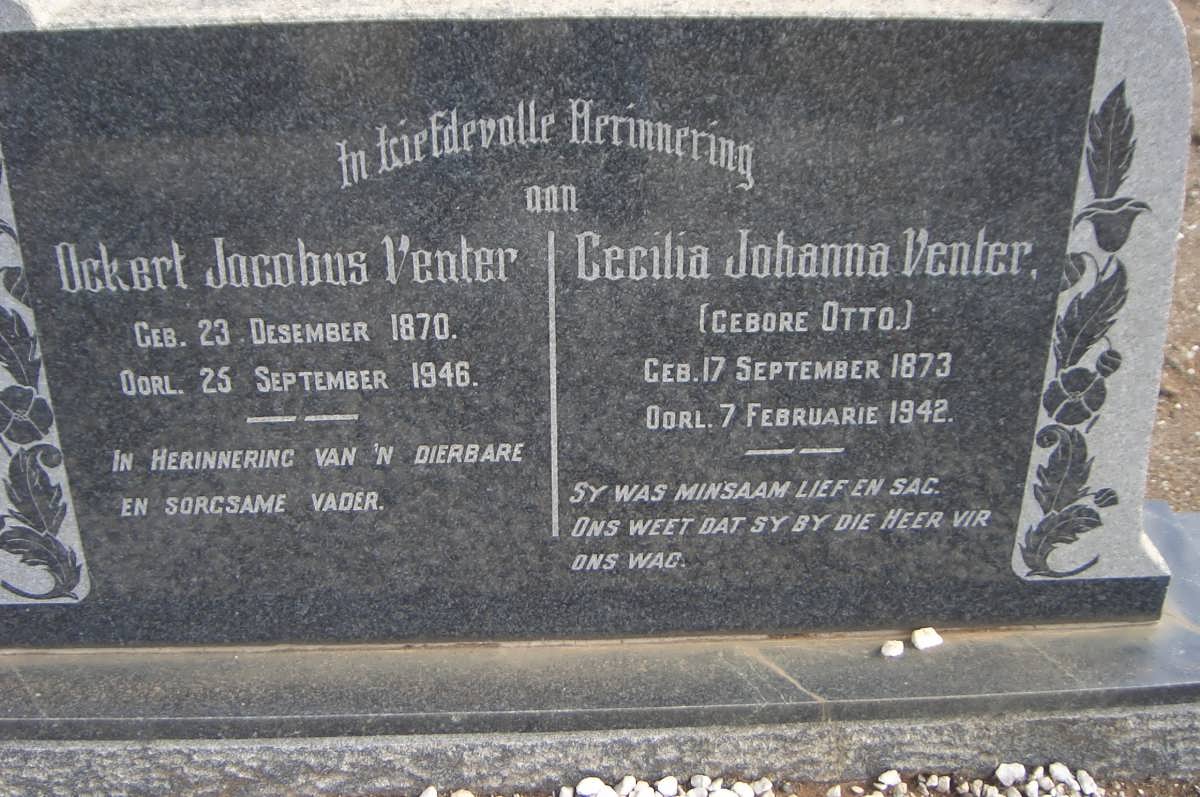 In Liefdevolle Herinnering
aan
Ockert Jacobus Venter
GEB. 23 DESEMBER 1870.
OORL. 25 SEPTEMBER 1946.
IN HERINNERING VAN 'N DIERBARE
EN SORGSAME VADER.
Cecilia Johanna Venter,
(GEBORE OTTO.)
GEB. 17 SEPTEMBER 1873
OORL. 7 FEBRUARIE 1942.
SY WAS MINSAAM LIEF EN SAG.
ONS WEET DAT SY BY DIE HEER VIR
ONS WAG.